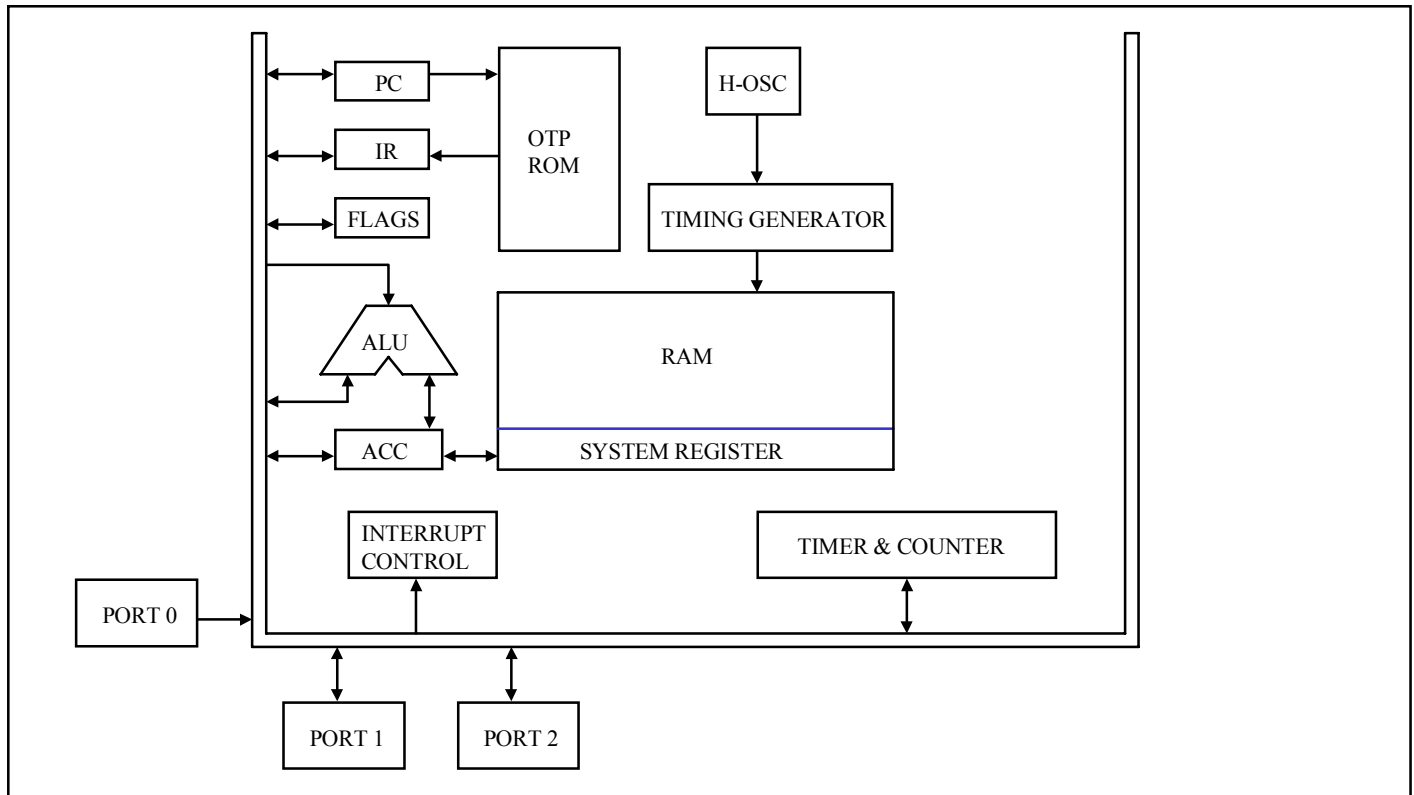 PC
H-OSC
OTP
ROM
IR
FLAGS
TIMING GENERATOR
ALU
RAM
ACC
SYSTEM REGISTER
INTERRUPT
CONTROL
TIMER & COUNTER
PORT 0
PORT 1
PORT 2